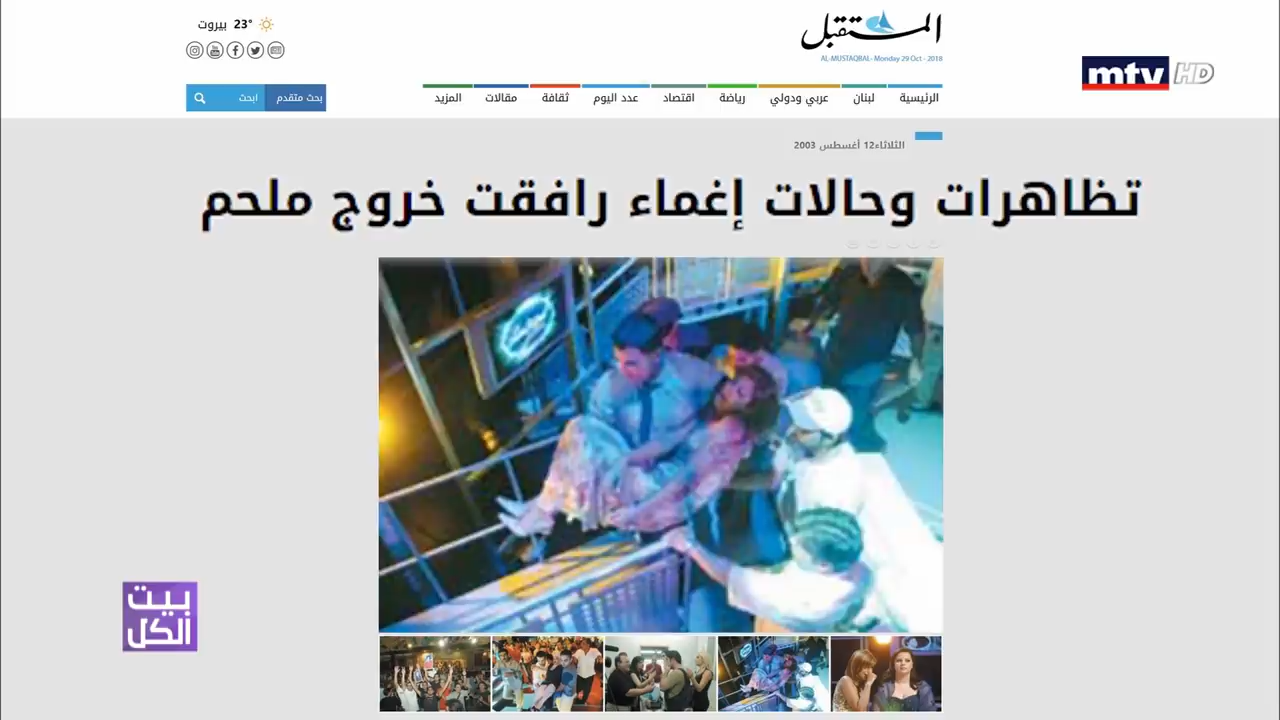 23° بيروت
المستقبل
AL-MUSTAQBAL- Monday 29 Oct - 2018
mtv HD
الرئيسية لبنان عربي ودولي رياضة اقتصاد عدد اليوم ثقافة مقالات المزيد
بحث متقدم ابحث
الثلاثاء12 أغسطس 2003
تظاهرات وحالات إغماء رافقت خروج ملحم
بيت
الكل